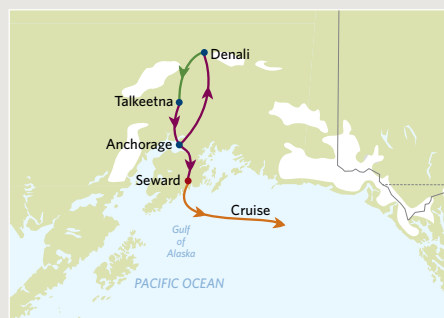 Denali
Talkeetna
Anchorage
Seward
Cruise
Gulf
of
Alaska
PACIFIC OCEAN